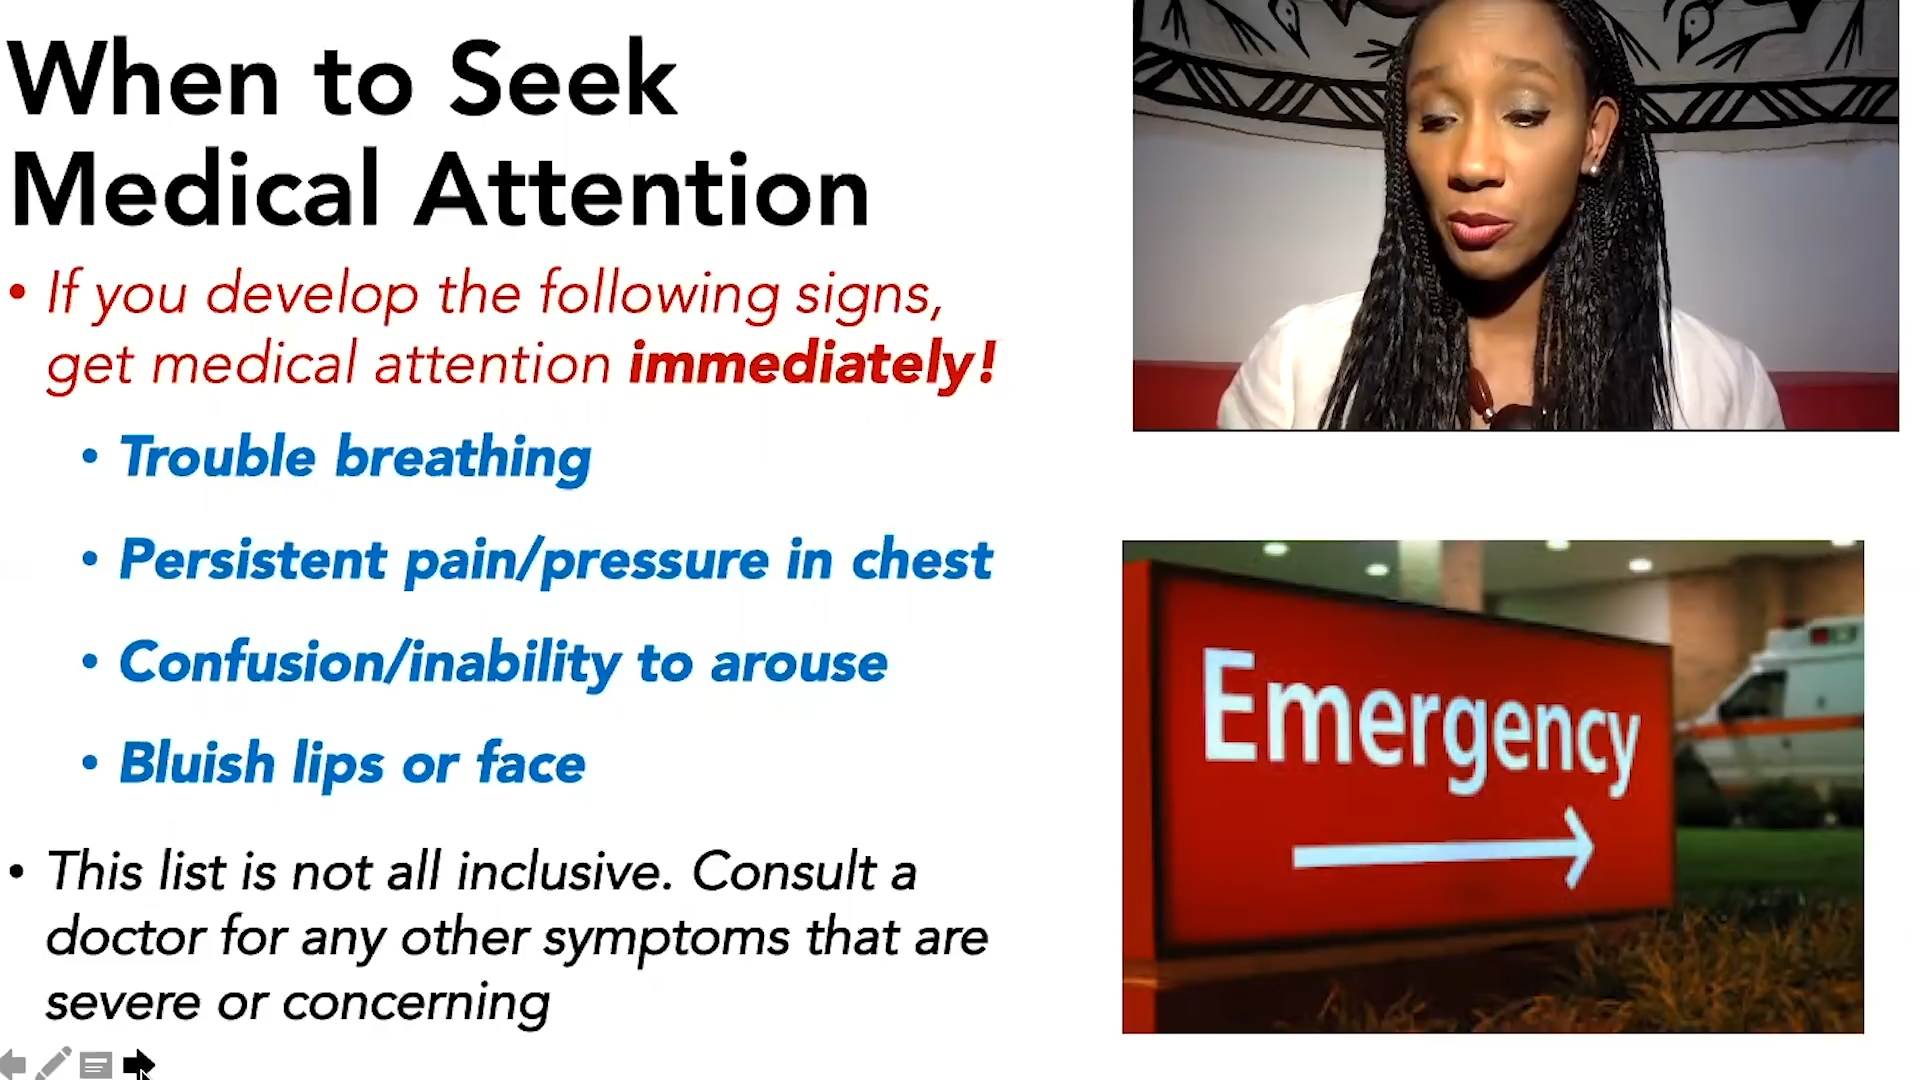 When to Seek
Medical Attention
• If you develop the following signs,
get medical attention immediately!
• Trouble breathing
• Persistent pain/pressure in chest
• Confusion/inability to arouse
• Bluish lips or face
• This list is not all inclusive. Consult a
doctor for any other symptoms that are
severe or concerning
Emergency